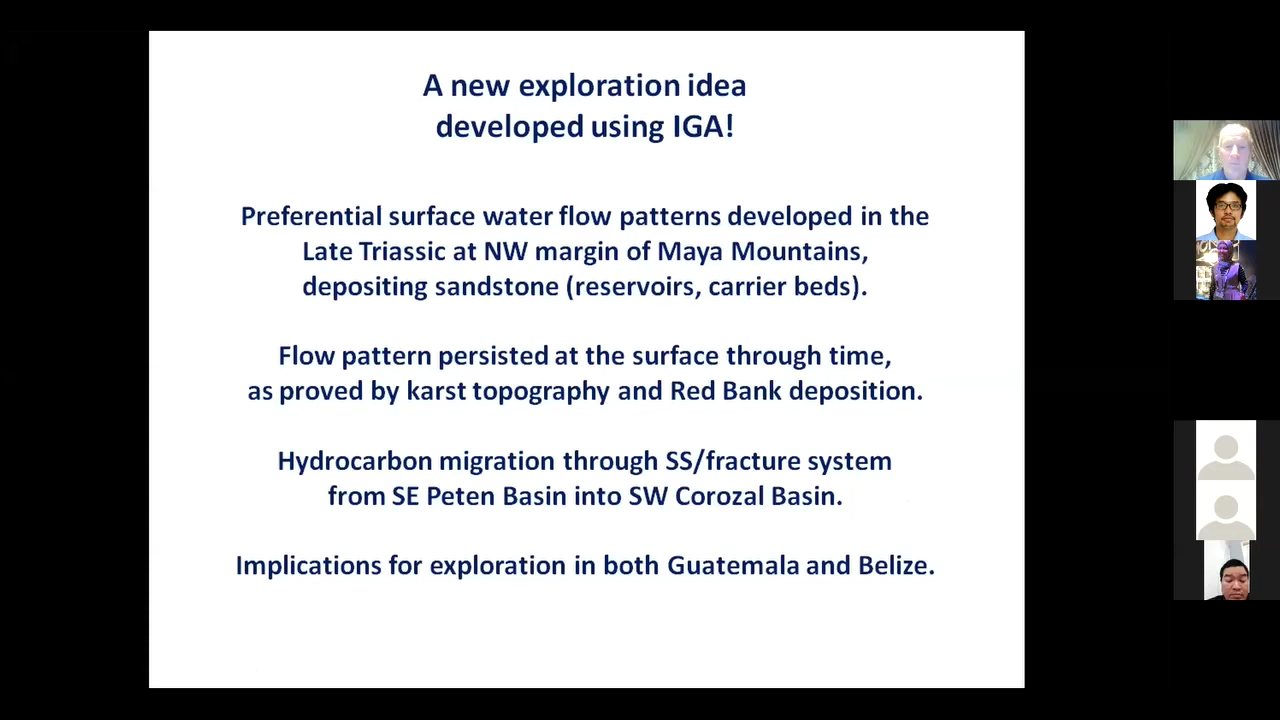 A new exploration idea
developed using IGA!
Preferential surface water flow patterns developed in the
Late Triassic at NW margin of Maya Mountains,
depositing sandstone (reservoirs, carrier beds).
Flow pattern persisted at the surface through time,
as proved by karst topography and Red Bank deposition.
Hydrocarbon migration through SS/fracture system
from SE Peten Basin into SW Corozal Basin.
Implications for exploration in both Guatemala and Belize.